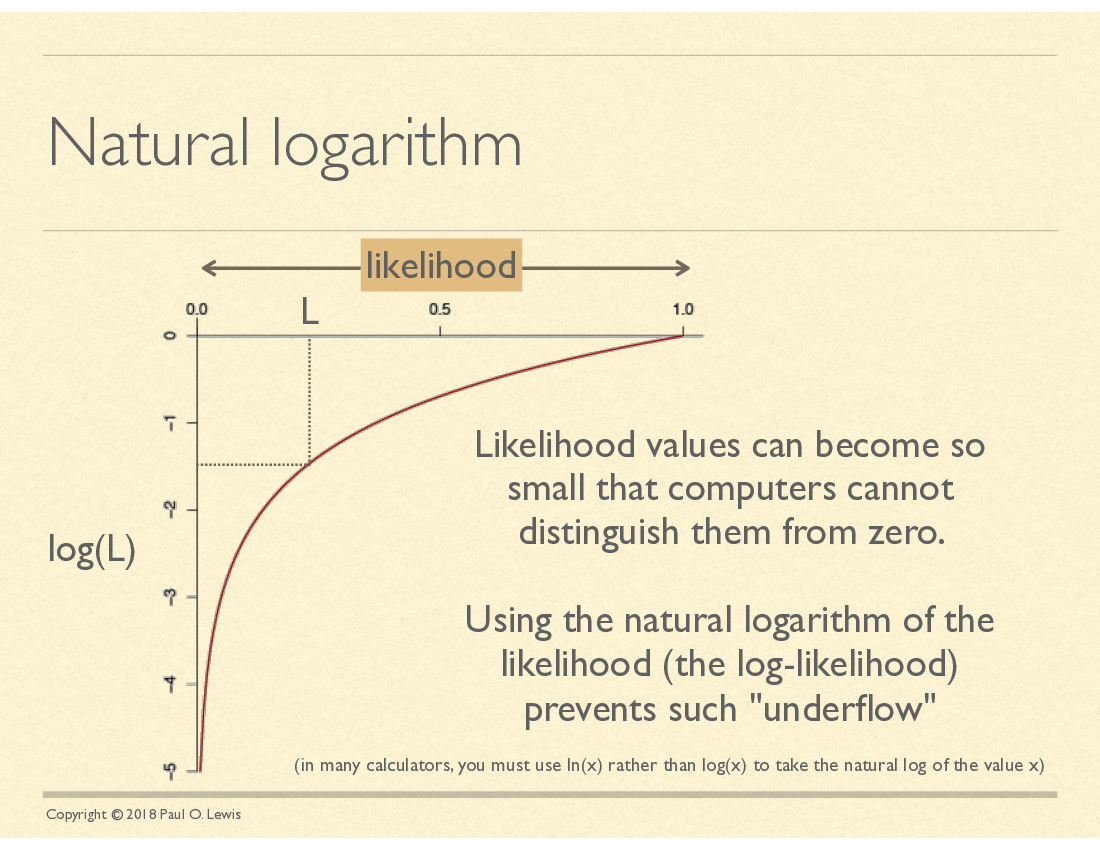 Natural logarithm
likelihood
0.0
L
0.5
1.0
0
-1
-2
-3
-4
-5
log(L)
Likelihood values can become so
small that computers cannot
distinguish them from zero.
Using the natural logarithm of the
likelihood (the log-likelihood)
prevents such "underflow"
(in many calculators, you must use ln(x) rather than log(x) to take the natural log of the value x)
Copyright © 2018 Paul O. Lewis